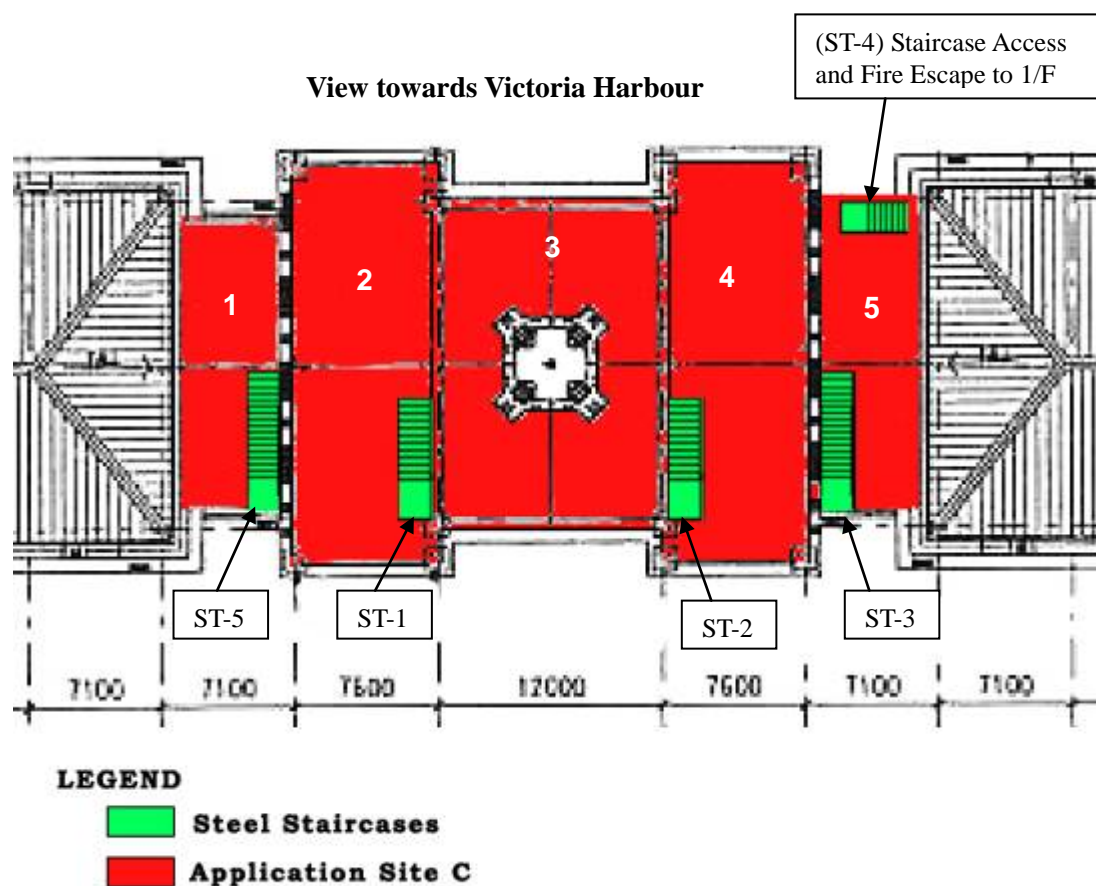 (ST-4) Staircase Access
and Fire Escape to 1/F
View towards Victoria Harbour
1
2
3
4
5
ST-5
ST-1
ST-2
ST-3
7100
7100
7600
12000
7600
7100
7100
LEGEND
Steel Staircases
Application Site C